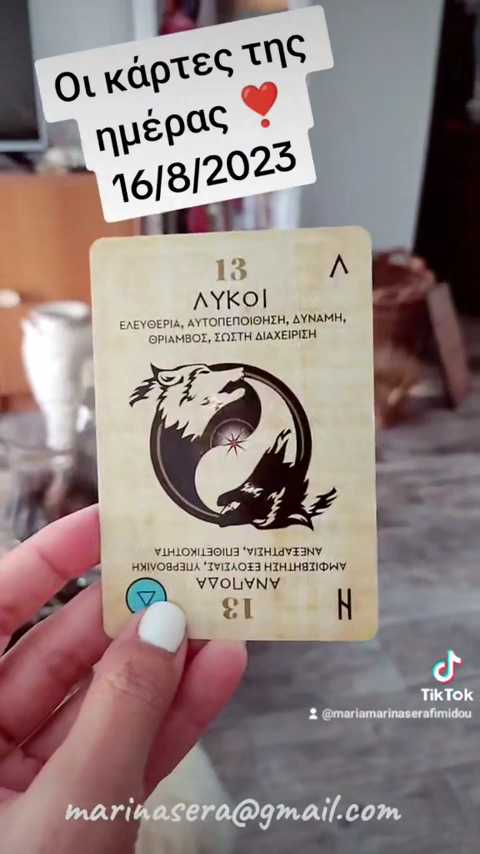 Οι κάρτες της
ημέρας ❣️
16/8/2023
13
Λ
ΛΥΚΟΙ
ΕΛΕΥΘΕΡΙΑ, ΑΥΤΟΠΕΠΟΙΘΗΣΗ, ΔΥΝΑΜΗ,
ΘΡΙΑΜΒΟΣ, ΣΩΣΤΗ ΔΙΑΧΕΙΡΙΣΗ
13
ΑΝΑΠΟΔΑ
ΑΜΦΙΣΒΗΤΗΣΗ ΕΞΟΥΣΙΑΣ, ΥΠΕΡΒΟΛΙΚΗ
ΑΝΕΞΑΡΤΗΣΙΑ, ΕΠΙΘΕΤΙΚΟΤΗΤΑ
TikTok
@mariamarinaserafimidou
marinasera@gmail.com